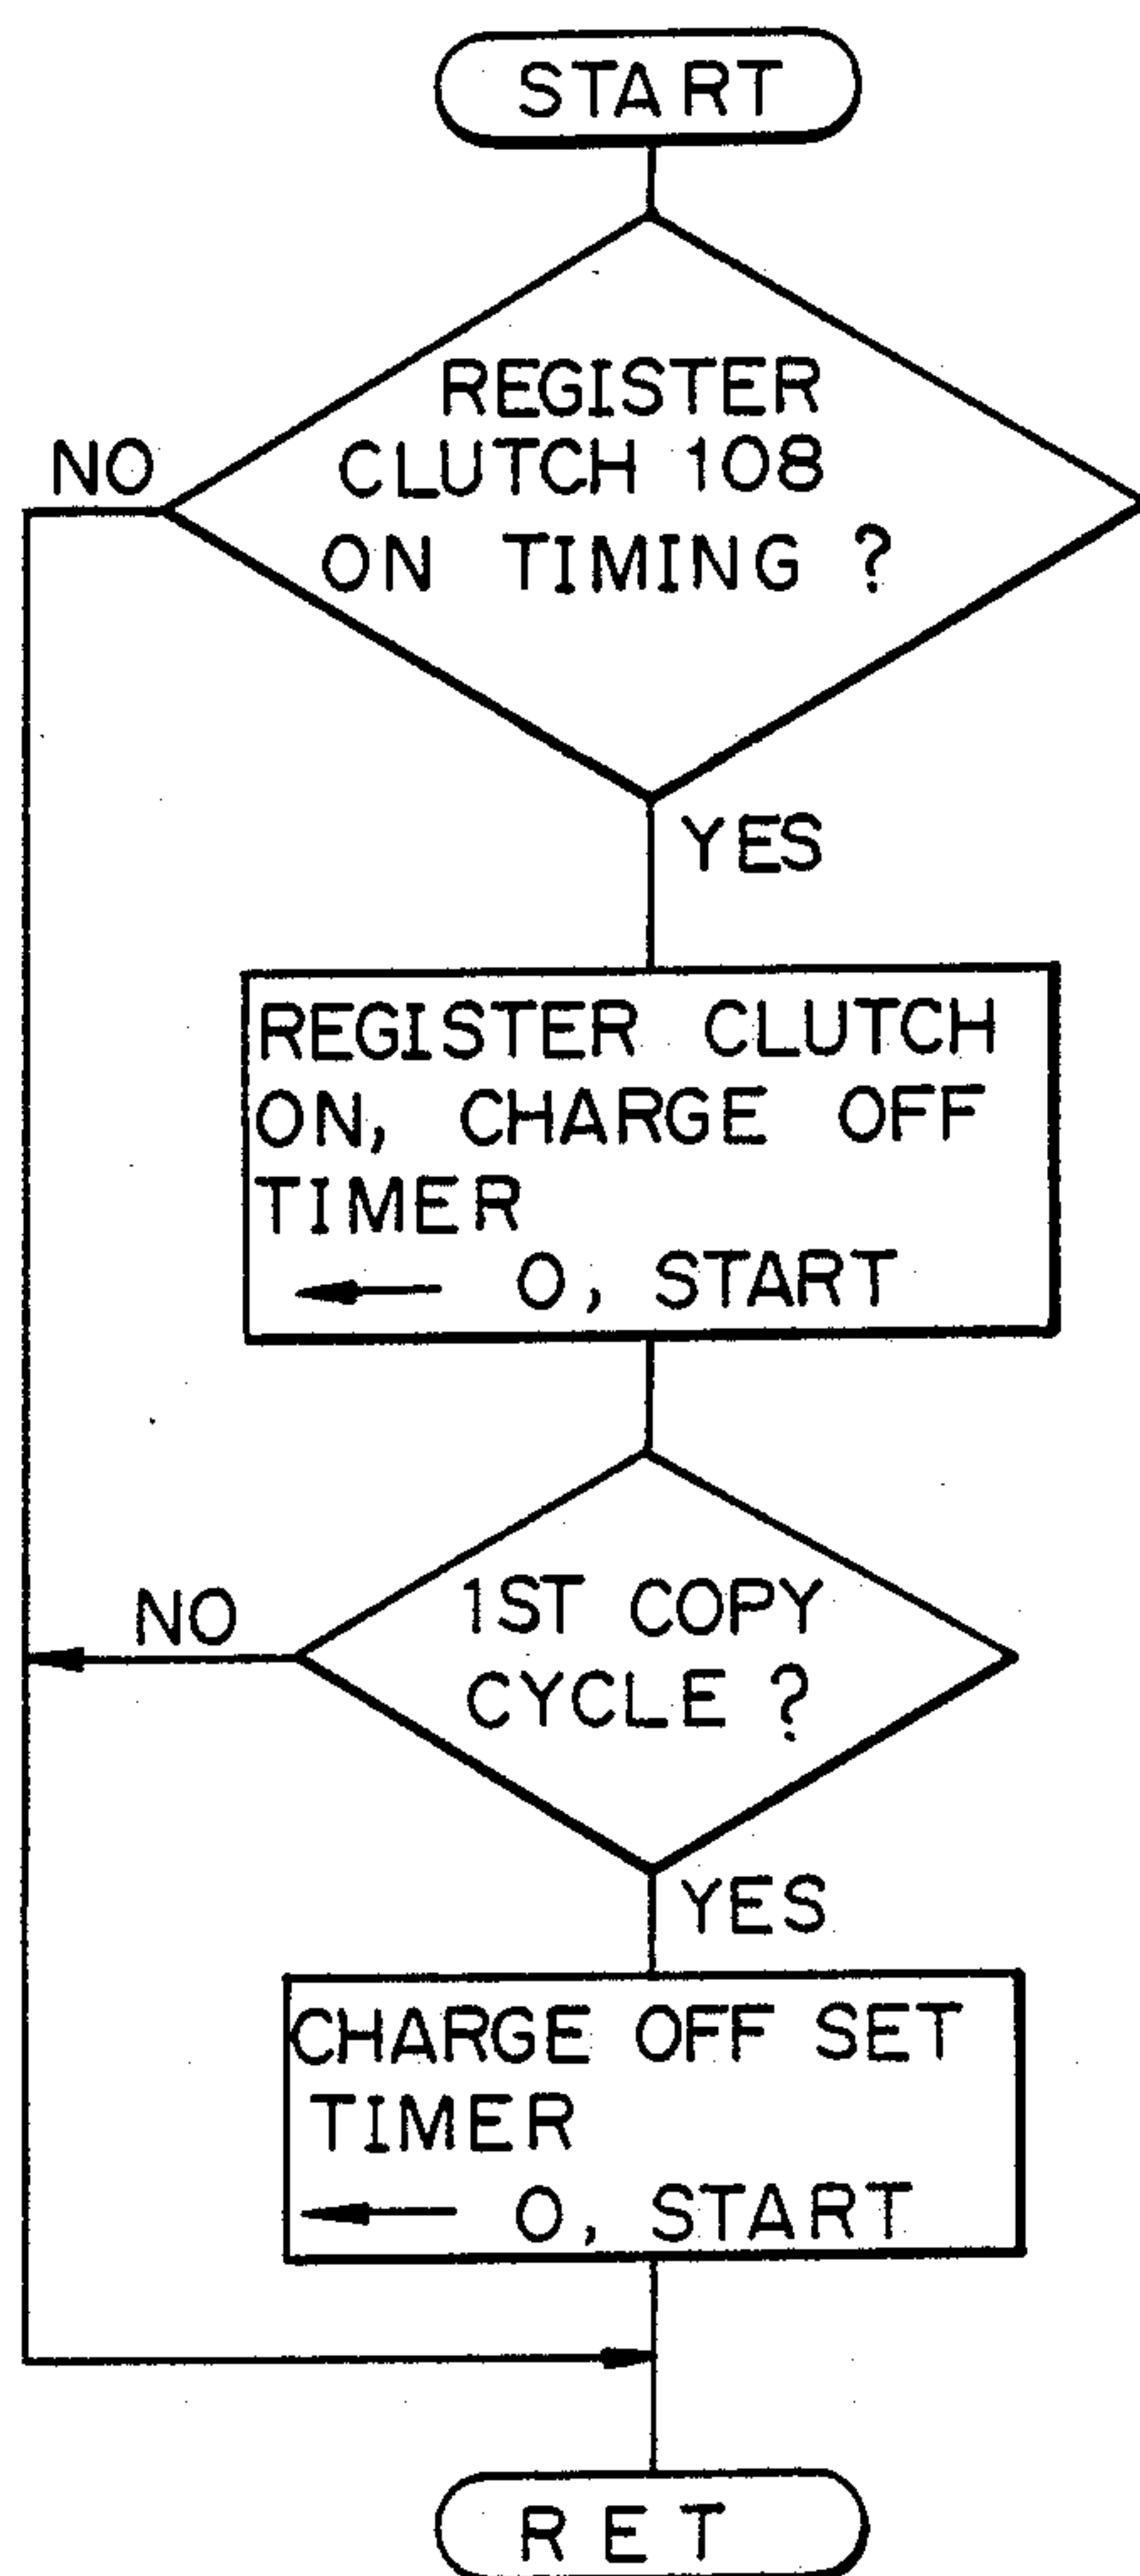 START
REGISTER
CLUTCH 108
ON TIMING ?
NO
YES
REGISTER CLUTCH
ON, CHARGE OFF
TIMER
← 0, START
1ST COPY
CYCLE ?
NO
YES
CHARGE OFF SET
TIMER
← 0, START
RET